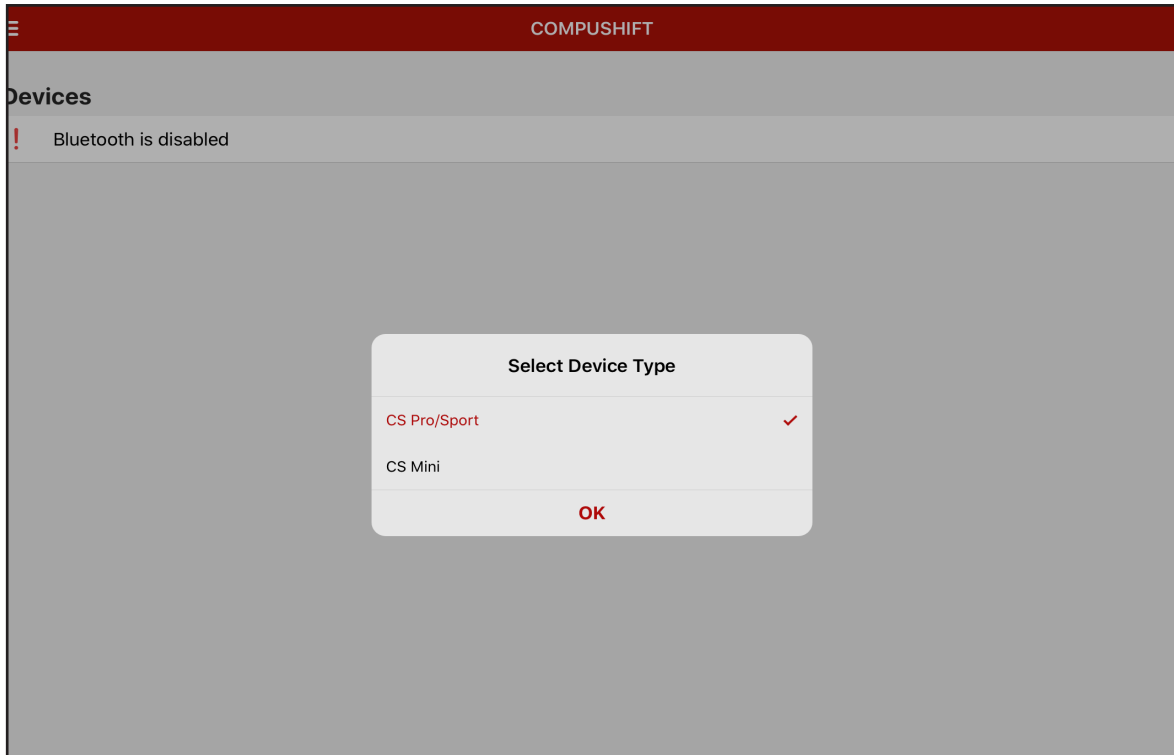 COMPUSHIFT
Devices
! Bluetooth is disabled
Select Device Type
CS Pro/Sport
CS Mini
OK